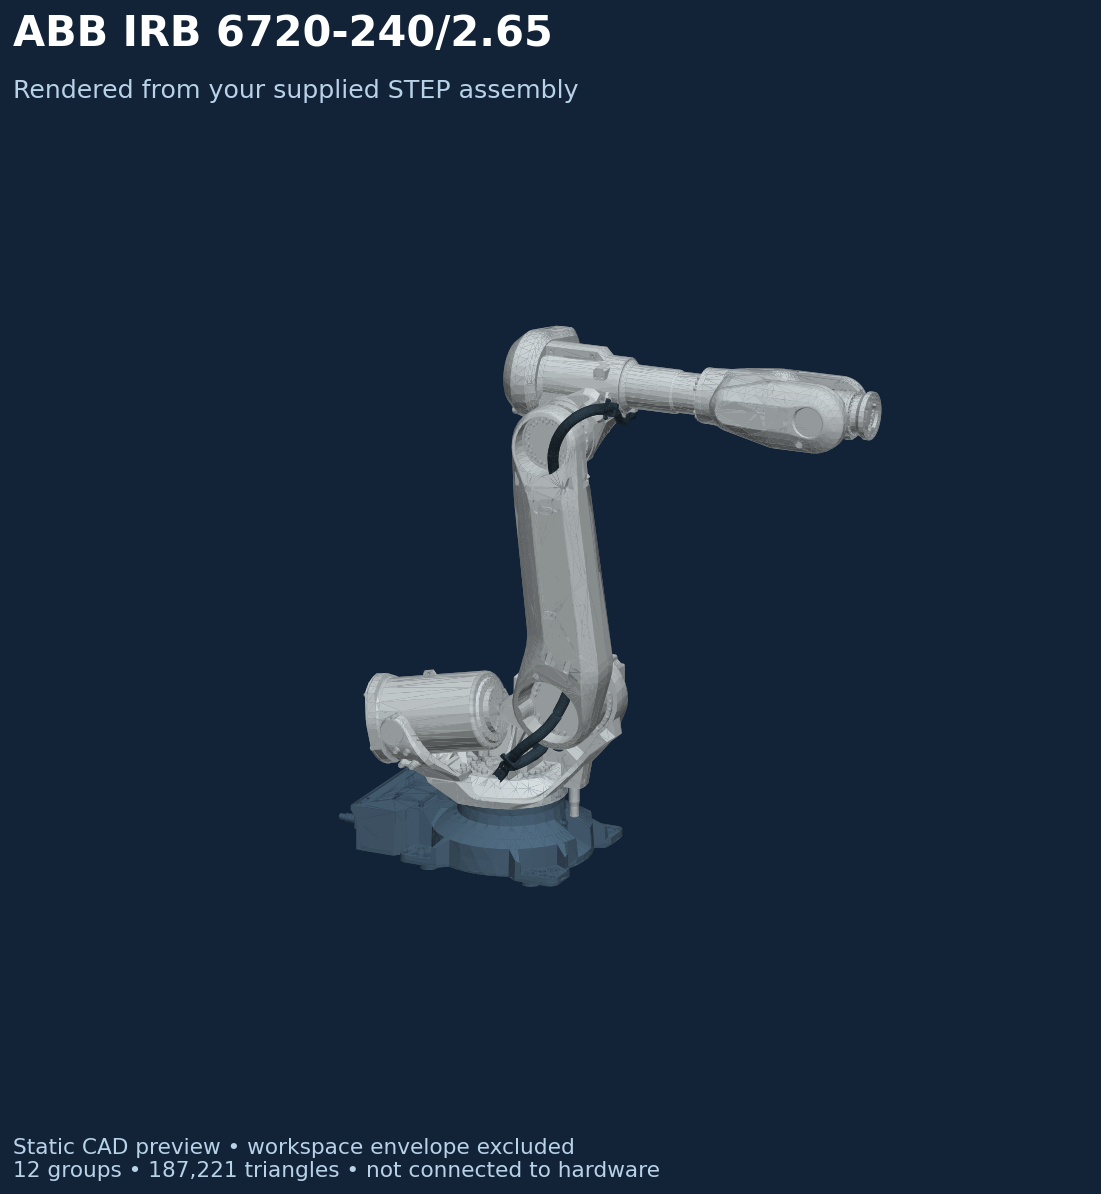 ABB IRB 6720-240/2.65
Rendered from your supplied STEP assembly
Static CAD preview • workspace envelope excluded
12 groups • 187,221 triangles • not connected to hardware